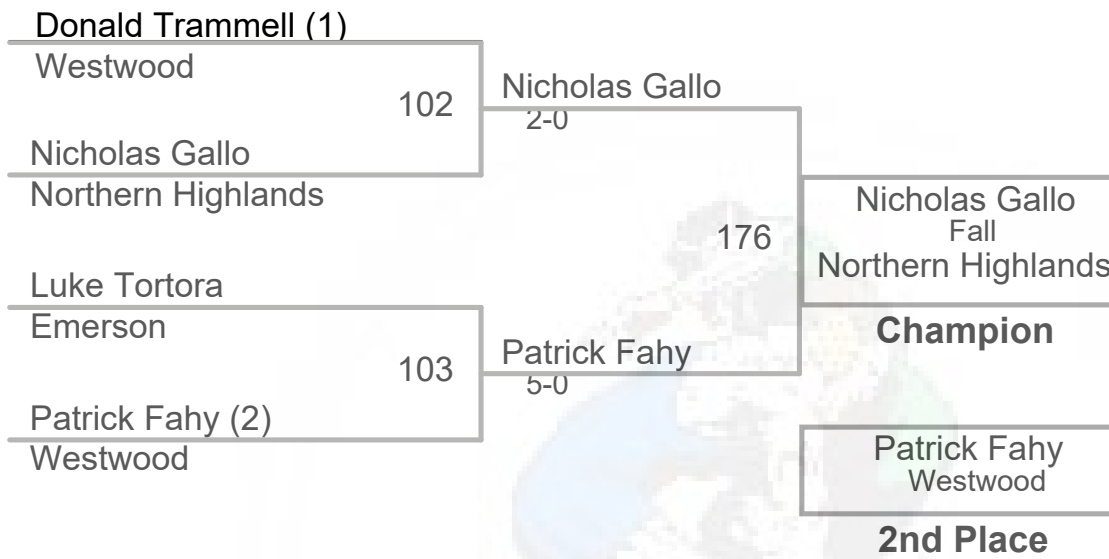 Donald Trammell (1)
Westwood
102
Nicholas Gallo
2-0
Nicholas Gallo
Northern Highlands
176
Nicholas Gallo
Fall
Northern Highlands
Champion
Luke Tortora
Emerson
103
Patrick Fahy
5-0
Patrick Fahy (2)
Westwood
Patrick Fahy
Westwood
2nd Place